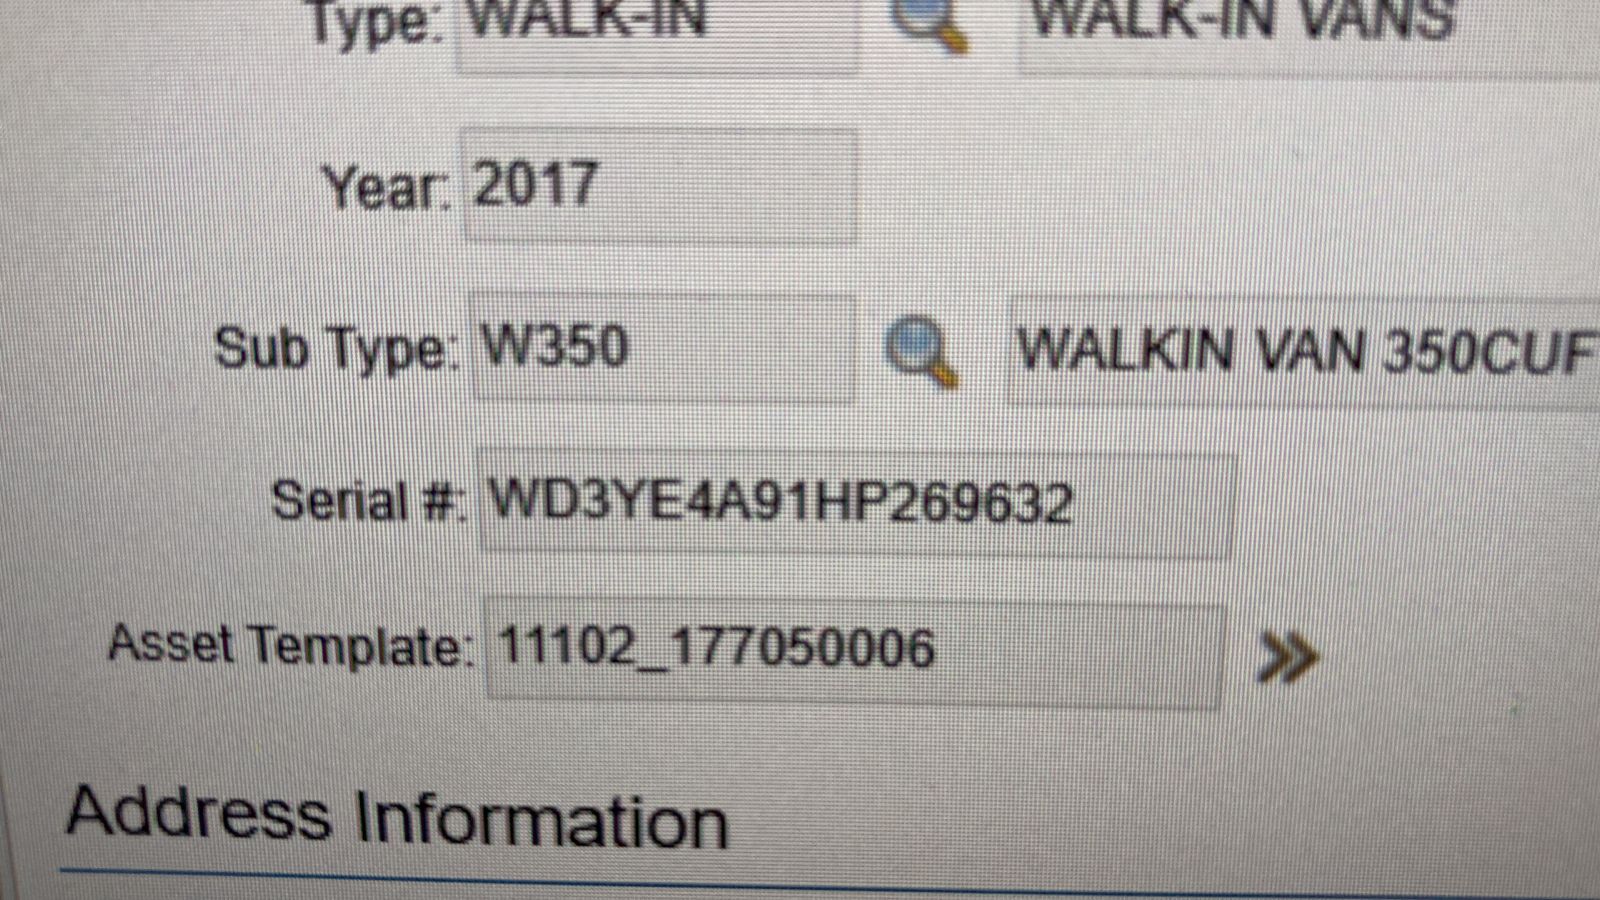 Type: WALK-IN WALK-IN VANS
Year: 2017
Sub Type: W350 WALKIN VAN 350CUF
Serial #: WD3YE4A91HP269632
Asset Template: 11102_177050006
Address Information